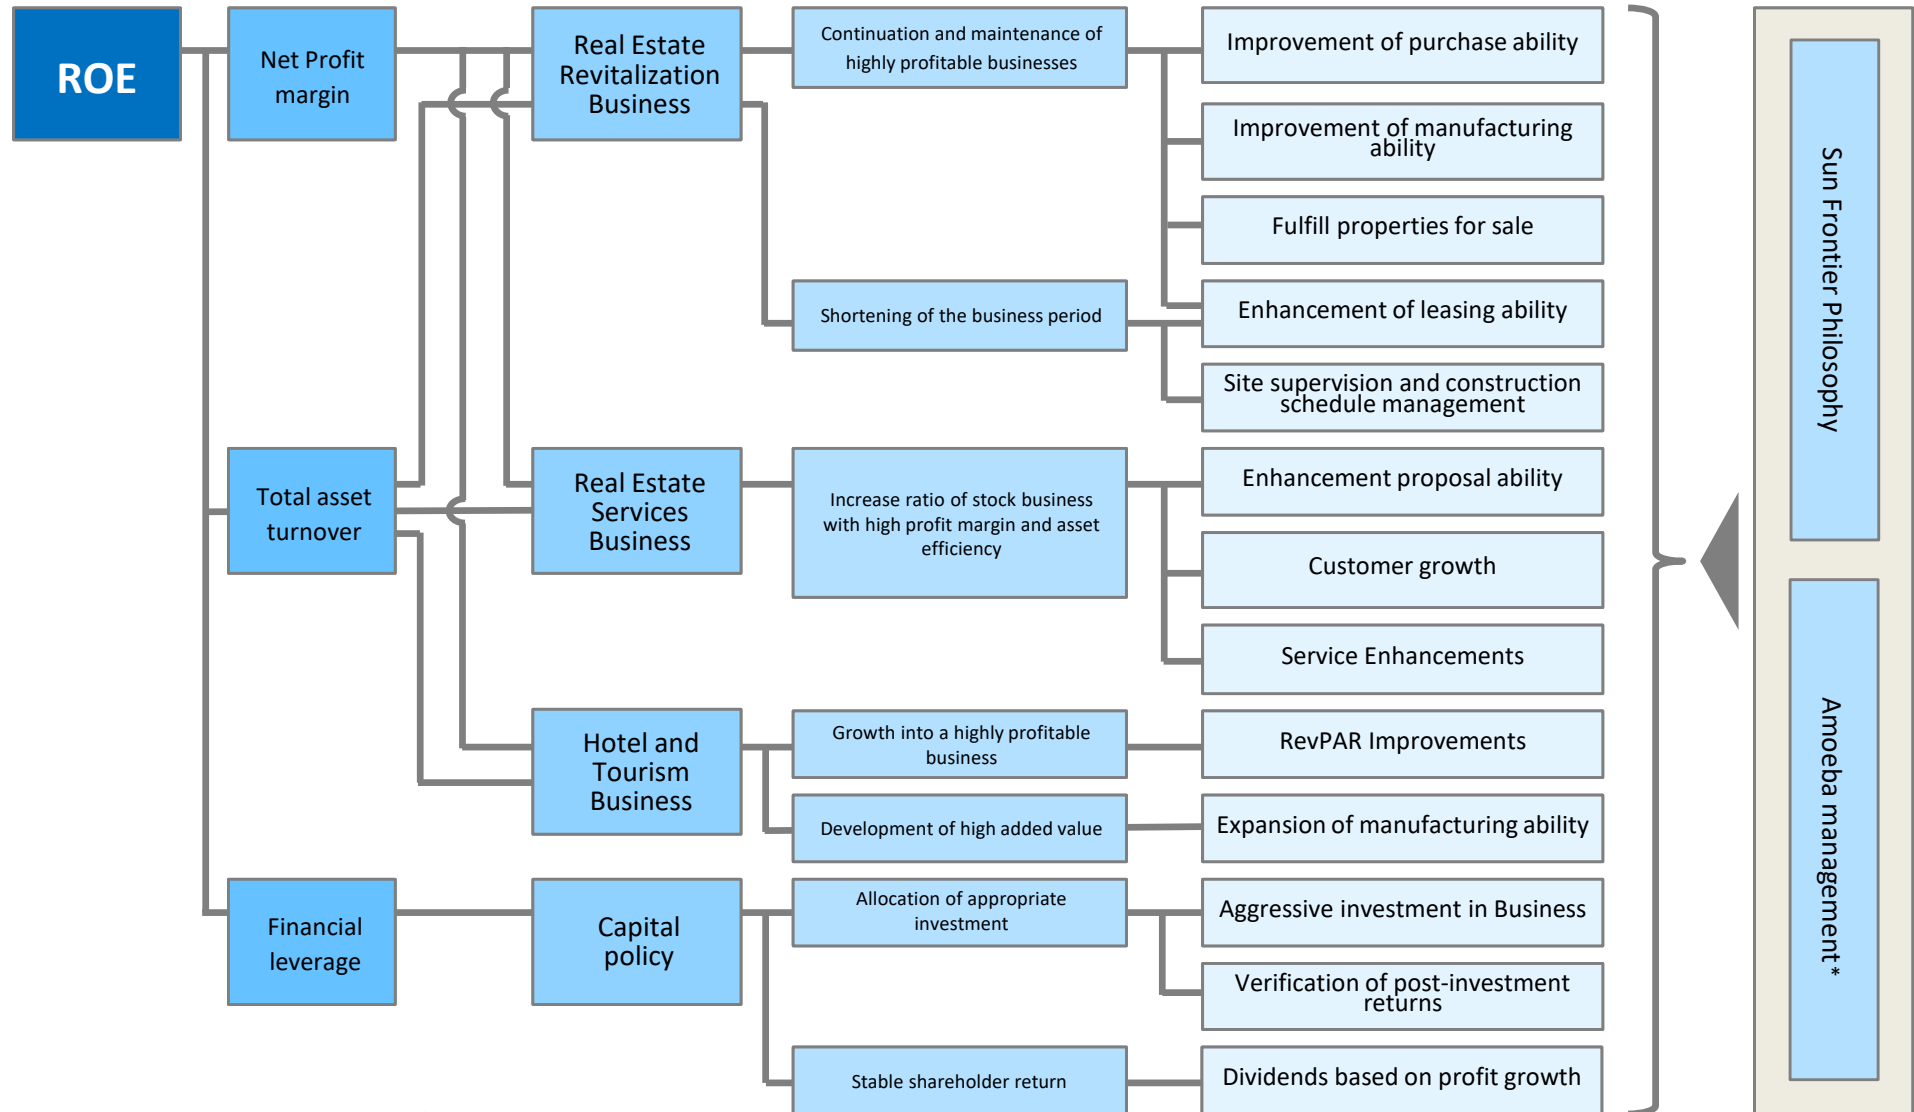 ROE
Net Profit
margin
Total asset
turnover
Financial
leverage
Real Estate
Revitalization
Business
Real Estate
Services
Business
Hotel and
Tourism
Business
Capital
policy
Continuation and maintenance of
highly profitable businesses
Shortening of the business period
Increase ratio of stock business
with high profit margin and asset
efficiency
Growth into a highly profitable
business
Development of high added value
Allocation of appropriate
investment
Stable shareholder return
Improvement of purchase ability
Improvement of manufacturing
ability
Fulfill properties for sale
Enhancement of leasing ability
Site supervision and construction
schedule management
Enhancement proposal ability
Customer growth
Service Enhancements
RevPAR Improvements
Expansion of manufacturing ability
Aggressive investment in Business
Verification of post-investment
returns
Dividends based on profit growth
Sun Frontier Philosophy
Amoeba management*